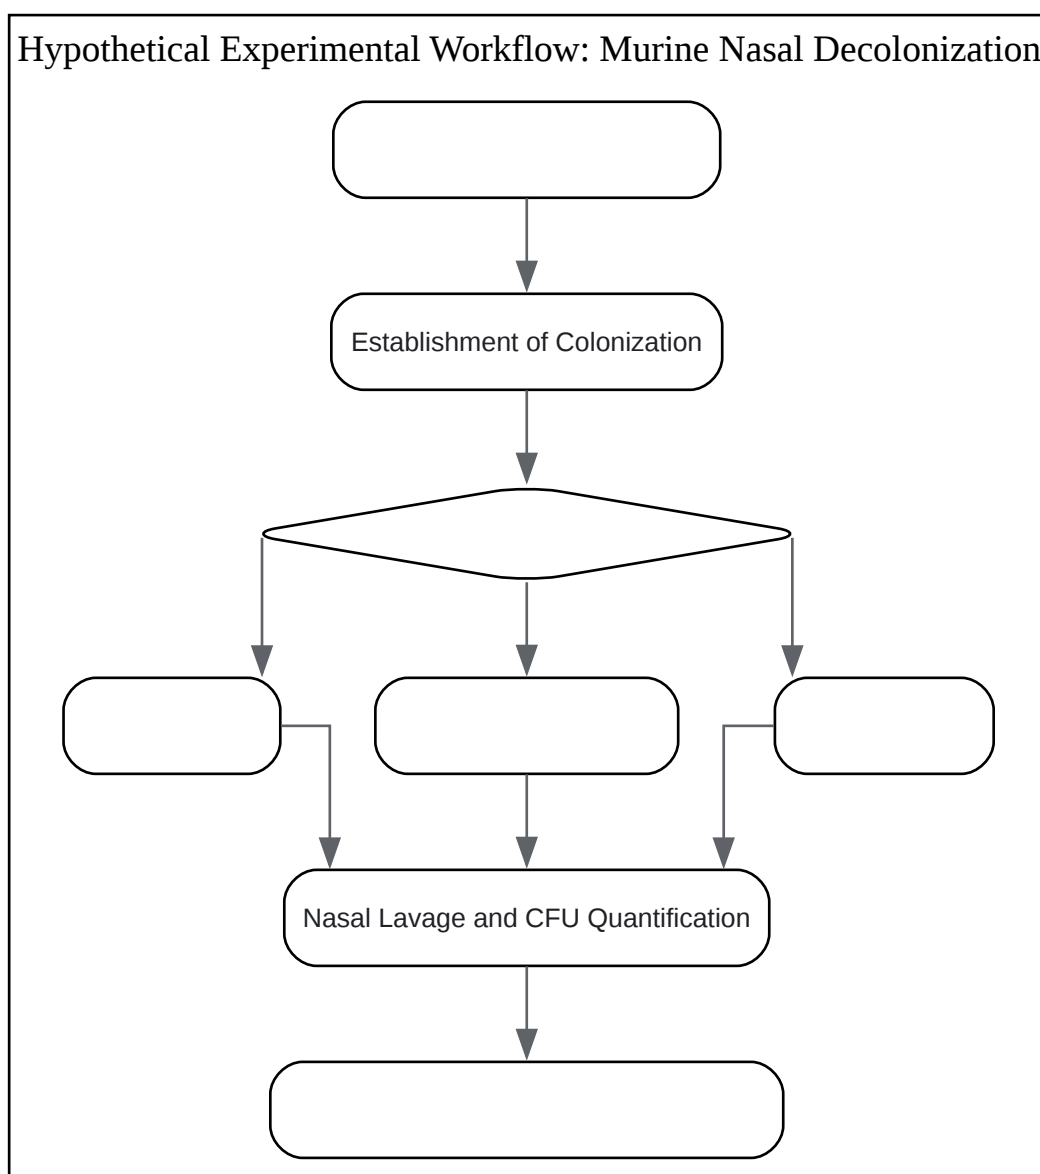 Hypothetical Experimental Workflow: Murine Nasal Decolonization
Establishment of Colonization
Nasal Lavage and CFU Quantification